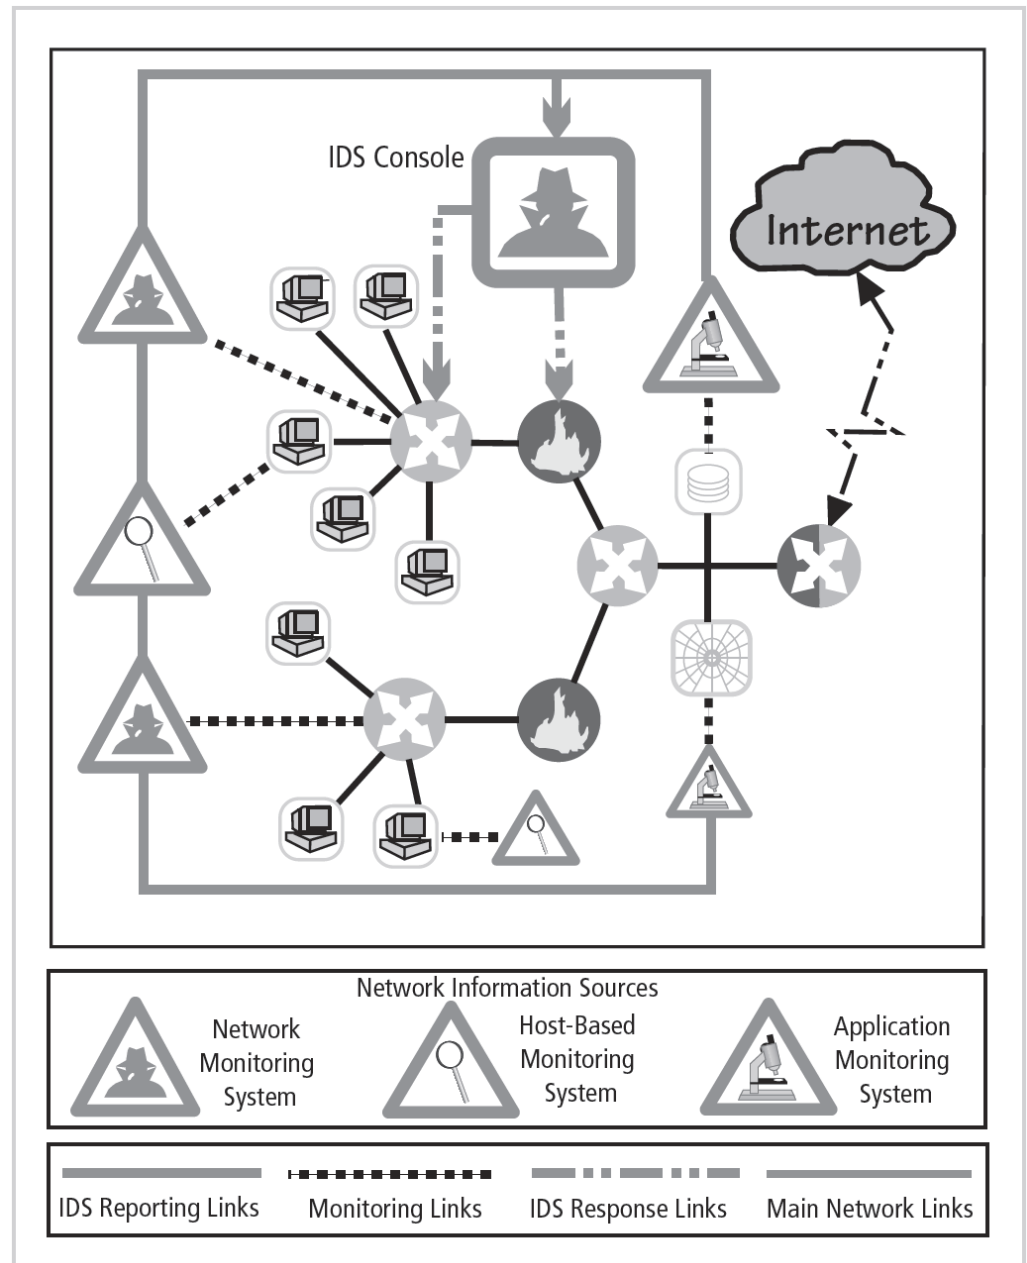 IDS Console
Internet
Network Information Sources
Network
Monitoring
System
Host-Based
Monitoring
System
Application
Monitoring
System
IDS Reporting Links
Monitoring Links
IDS Response Links
Main Network Links